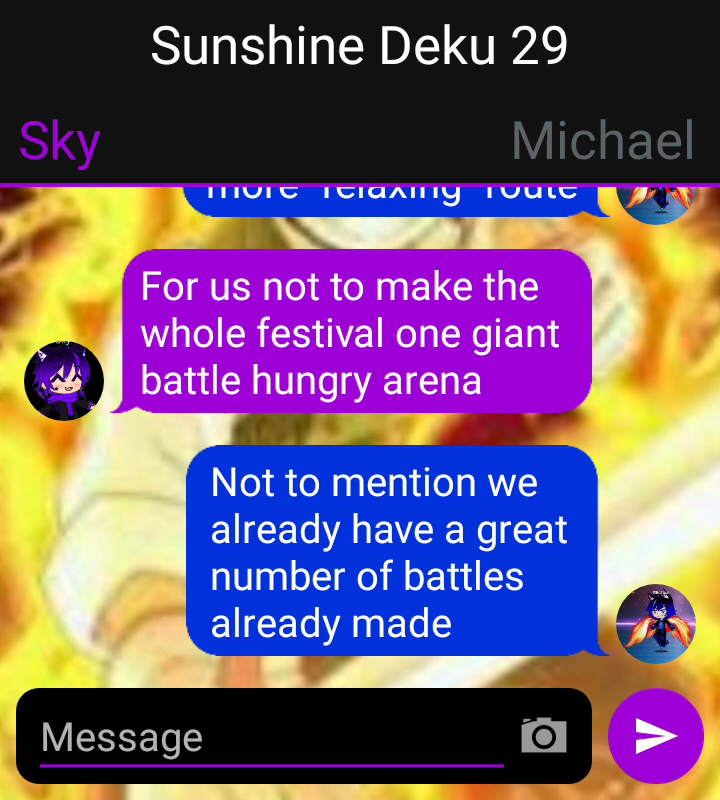 Sunshine Deku 29
Sky
Michael
more "relaxing" route
For us not to make the
whole festival one giant
battle hungry arena
Not to mention we
already have a great
number of battles
already made
Message